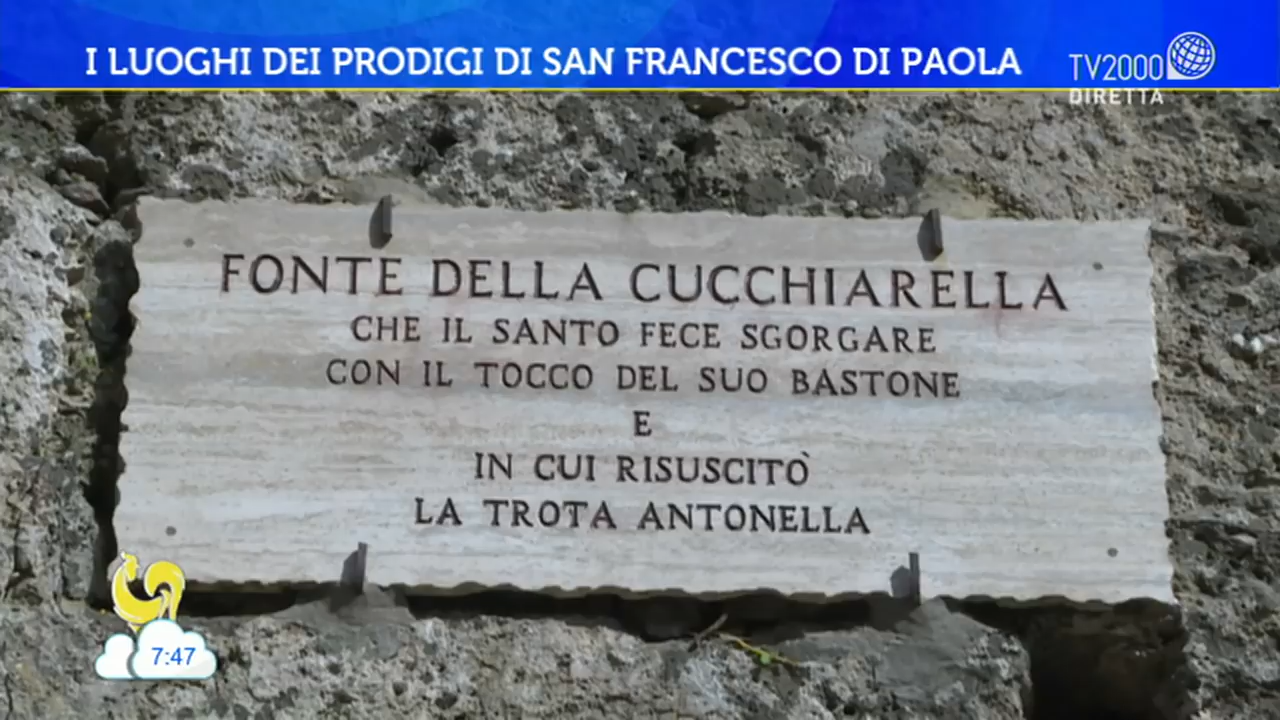 I LUOGHI DEI PRODIGI DI SAN FRANCESCO DI PAOLA
TV2000
DIRETTA
FONTE DELLA CUCCHIARELLA
CHE IL SANTO FECE SGORGARE
CON IL TOCCO DEL SUO BASTONE
E
IN CUI RISUSCITÒ
LA TROTA ANTONELLA
7:47